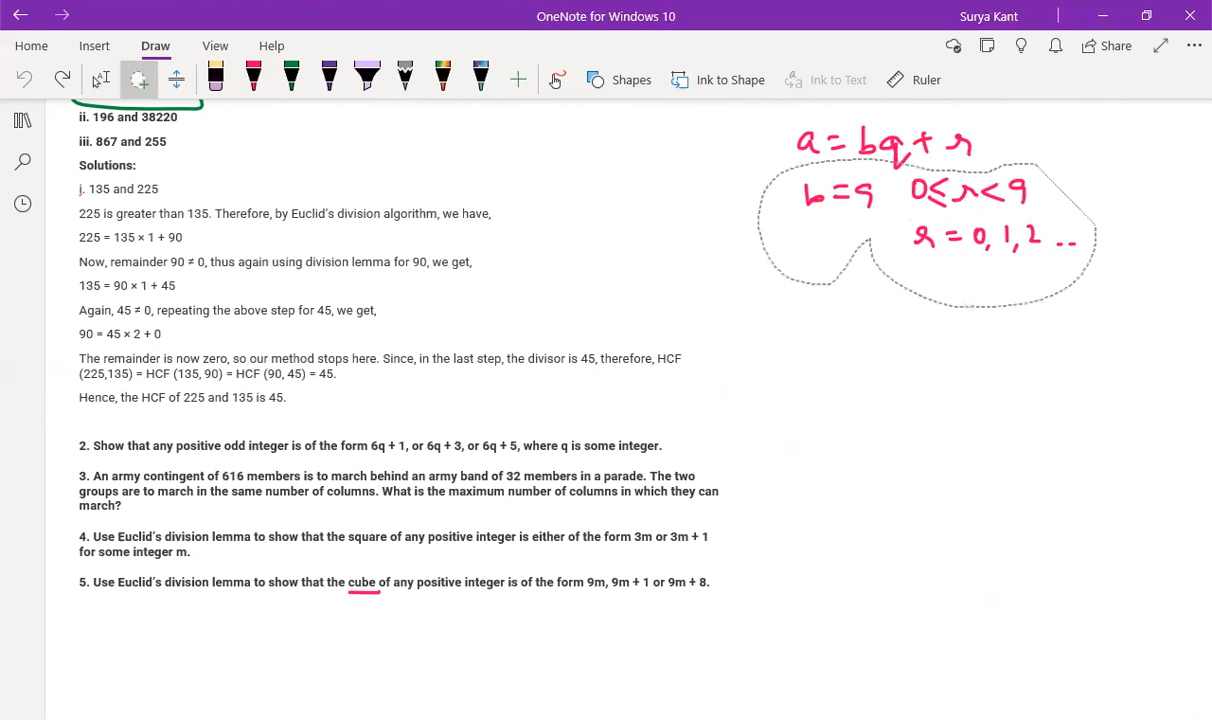 OneNote for Windows 10
Surya Kant
Home Insert Draw View Help
Share
Shapes
Ink to Shape
Ink to Text
Ruler
ii. 196 and 38220
iii. 867 and 255
Solutions:
i. 135 and 225
225 is greater than 135. Therefore, by Euclid's division algorithm, we have,
225 = 135 × 1 + 90
Now, remainder 90 ≠ 0, thus again using division lemma for 90, we get,
135 = 90 × 1 + 45
Again, 45 ≠ 0, repeating the above step for 45, we get,
90 = 45 × 2 + 0
The remainder is now zero, so our method stops here. Since, in the last step, the divisor is 45, therefore, HCF
(225,135) = HCF (135, 90) = HCF (90, 45) = 45.
Hence, the HCF of 225 and 135 is 45.
2. Show that any positive odd integer is of the form 6q + 1, or 6q + 3, or 6q + 5, where q is some integer.
3. An army contingent of 616 members is to march behind an army band of 32 members in a parade. The two
groups are to march in the same number of columns. What is the maximum number of columns in which they can
march?
4. Use Euclid's division lemma to show that the square of any positive integer is either of the form 3m or 3m + 1
for some integer m.
5. Use Euclid's division lemma to show that the cube of any positive integer is of the form 9m, 9m + 1 or 9m + 8.
a = bq + r
b = 9 0 ≤ r < 9
r = 0, 1, 2 ..